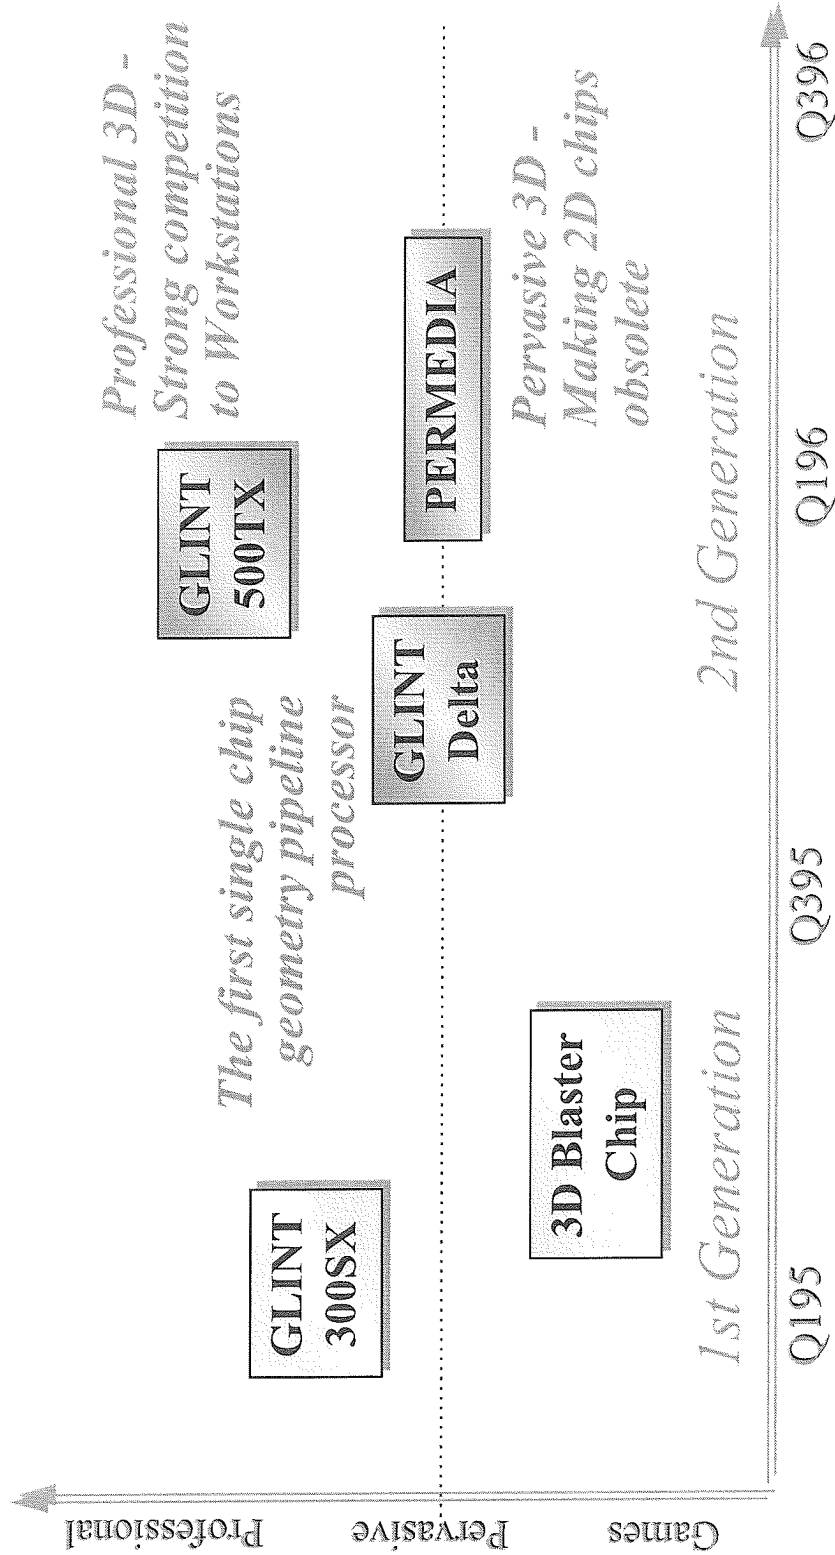 Professional
Pervasive
Games
Professional 3D -
Strong competition
to Workstations
GLINT
500TX
The first single chip
geometry pipeline
processor
GLINT
300SX
GLINT
Delta
PERMEDIA
Pervasive 3D -
Making 2D chips
obsolete
3D Blaster
Chip
1st Generation
2nd Generation
Q195
Q395
Q196
Q396